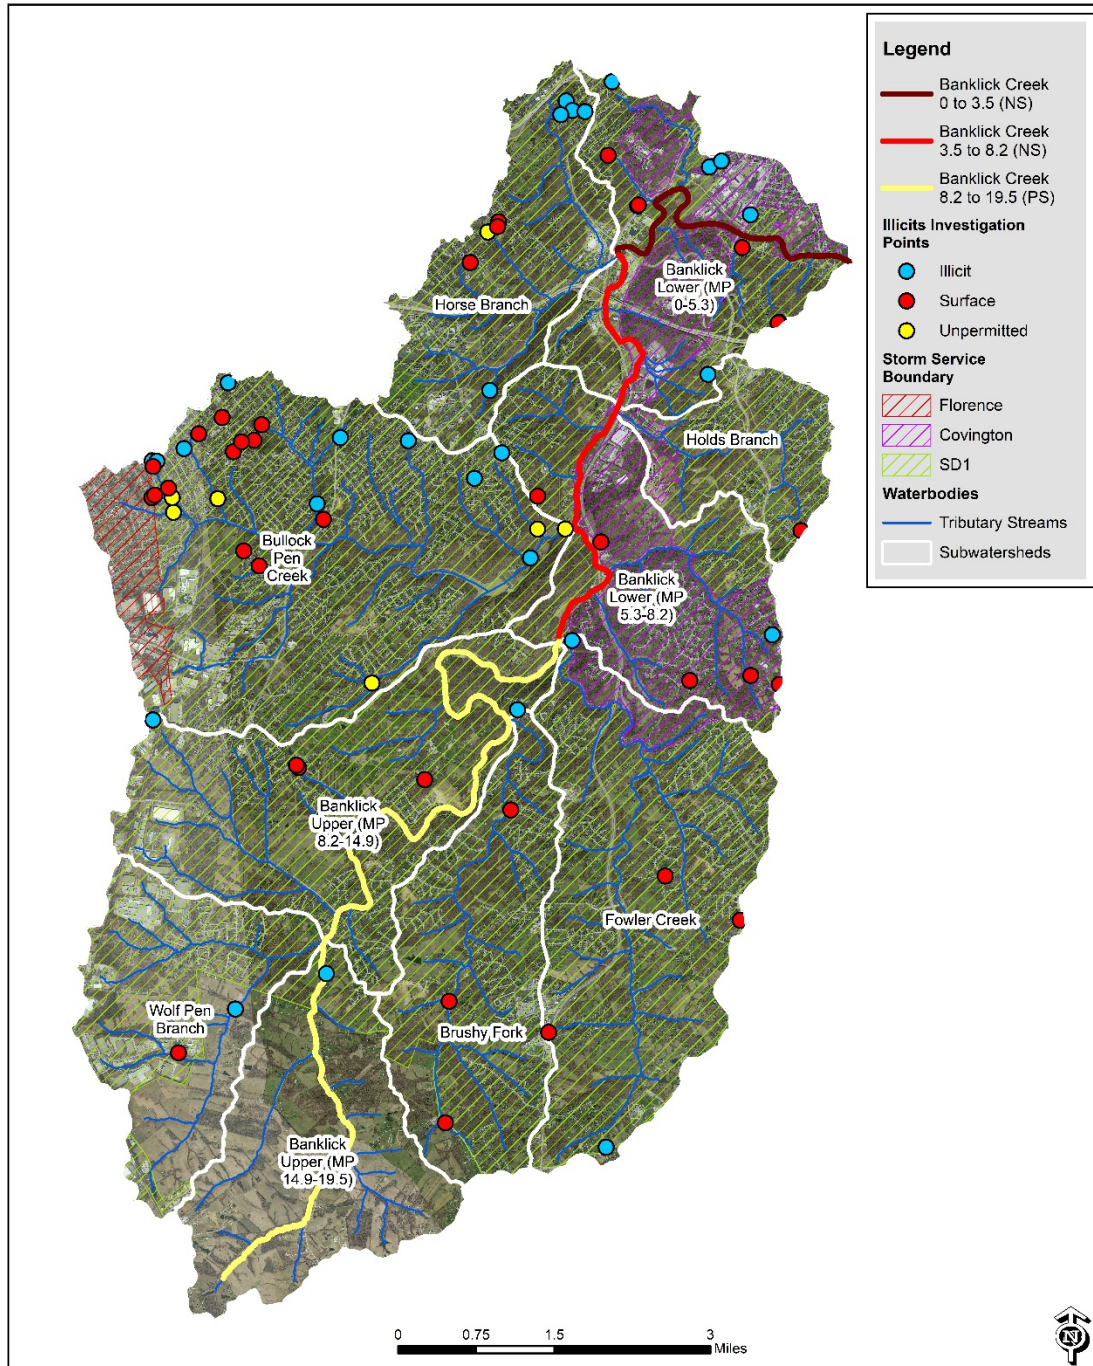 Legend
Banklick Creek
0 to 3.5 (NS)
Banklick Creek
3.5 to 8.2 (NS)
Banklick Creek
8.2 to 19.5 (PS)
Illicits Investigation
Points
Illicit
Surface
Unpermitted
Storm Service
Boundary
Florence
Covington
SD1
Waterbodies
Tributary Streams
Subwatersheds
Banklick
Lower (MP
0-5.3)
Horse Branch
Holds Branch
Bullock
Pen
Creek
Banklick
Lower (MP
5.3-8.2)
Banklick
Upper (MP
8.2-14.9)
Fowler Creek
Wolf Pen
Branch
Brushy Fork
Banklick
Upper (MP
14.9-19.5)
0 0.75 1.5 3
Miles
N